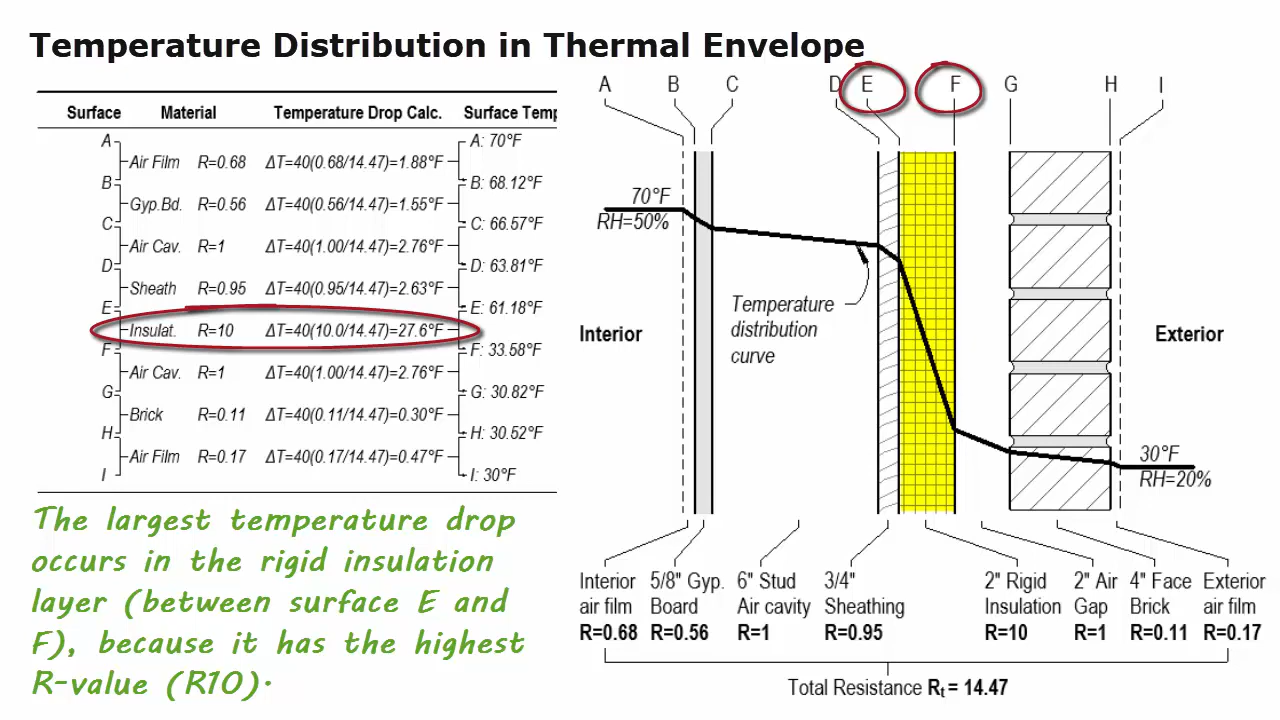 Temperature Distribution in Thermal Envelope
Surface Material Temperature Drop Calc. Surface Temp
A A: 70°F
Air Film R=0.68 ΔT=40(0.68/14.47)=1.88°F
B B: 68.12°F
Gyp.Bd. R=0.56 ΔT=40(0.56/14.47)=1.55°F
C C: 66.57°F
Air Cav. R=1 ΔT=40(1.00/14.47)=2.76°F
D D: 63.81°F
Sheath R=0.95 ΔT=40(0.95/14.47)=2.63°F
E E: 61.18°F
Insulat. R=10 ΔT=40(10.0/14.47)=27.6°F
F F: 33.58°F
Air Cav. R=1 ΔT=40(1.00/14.47)=2.76°F
G G: 30.82°F
Brick R=0.11 ΔT=40(0.11/14.47)=0.30°F
H H: 30.52°F
Air Film R=0.17 ΔT=40(0.17/14.47)=0.47°F
I I: 30°F
The largest temperature drop
occurs in the rigid insulation
layer (between surface E and
F), because it has the highest
R-value (R10).
A B C D E F G H I
70°F
RH=50%
Temperature
distribution
curve
Interior
Exterior
30°F
RH=20%
Interior 5/8" Gyp. 6" Stud 3/4" 2" Rigid 2" Air 4" Face Exterior
air film Board Air cavity Sheathing Insulation Gap Brick air film
R=0.68 R=0.56 R=1 R=0.95 R=10 R=1 R=0.11 R=0.17
Total Resistance Rt = 14.47